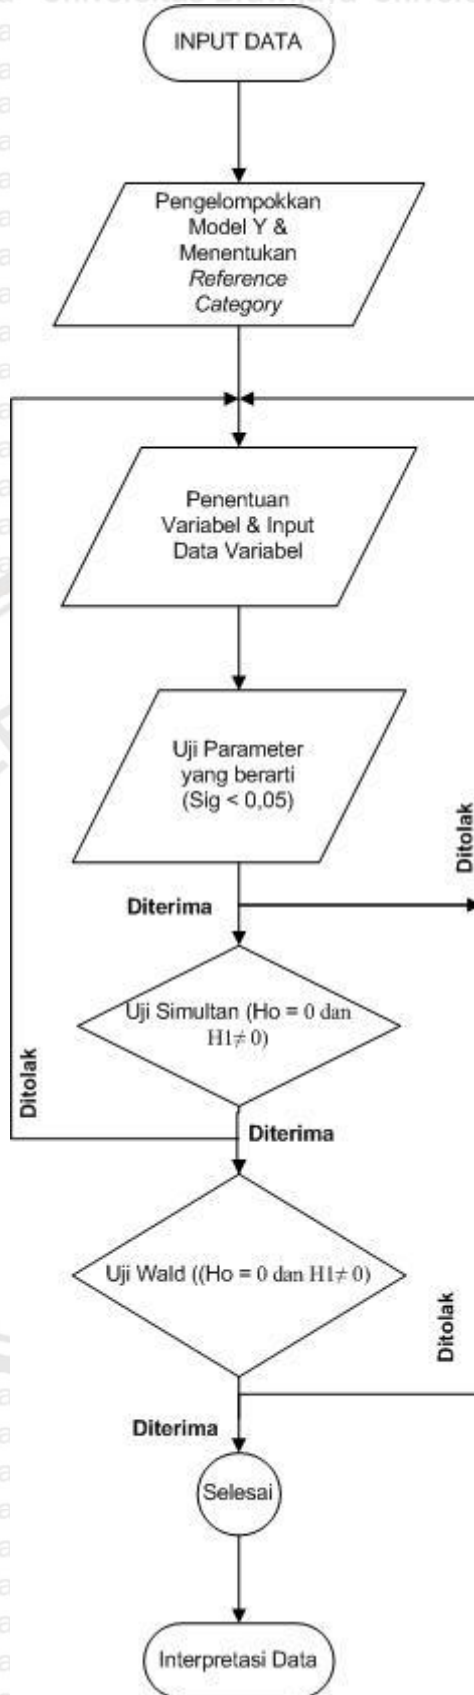 INPUT DATA
Pengelompokkan
Model Y &
Menentukan
Reference
Category
Penentuan
Variabel & Input
Data Variabel
Uji Parameter
yang berarti
(Sig < 0,05)
Ditolak
Diterima
Uji Simultan (Ho = 0 dan
H1≠ 0)
Ditolak
Diterima
Uji Wald ((Ho = 0 dan H1≠ 0)
Ditolak
Diterima
Selesai
Interpretasi Data